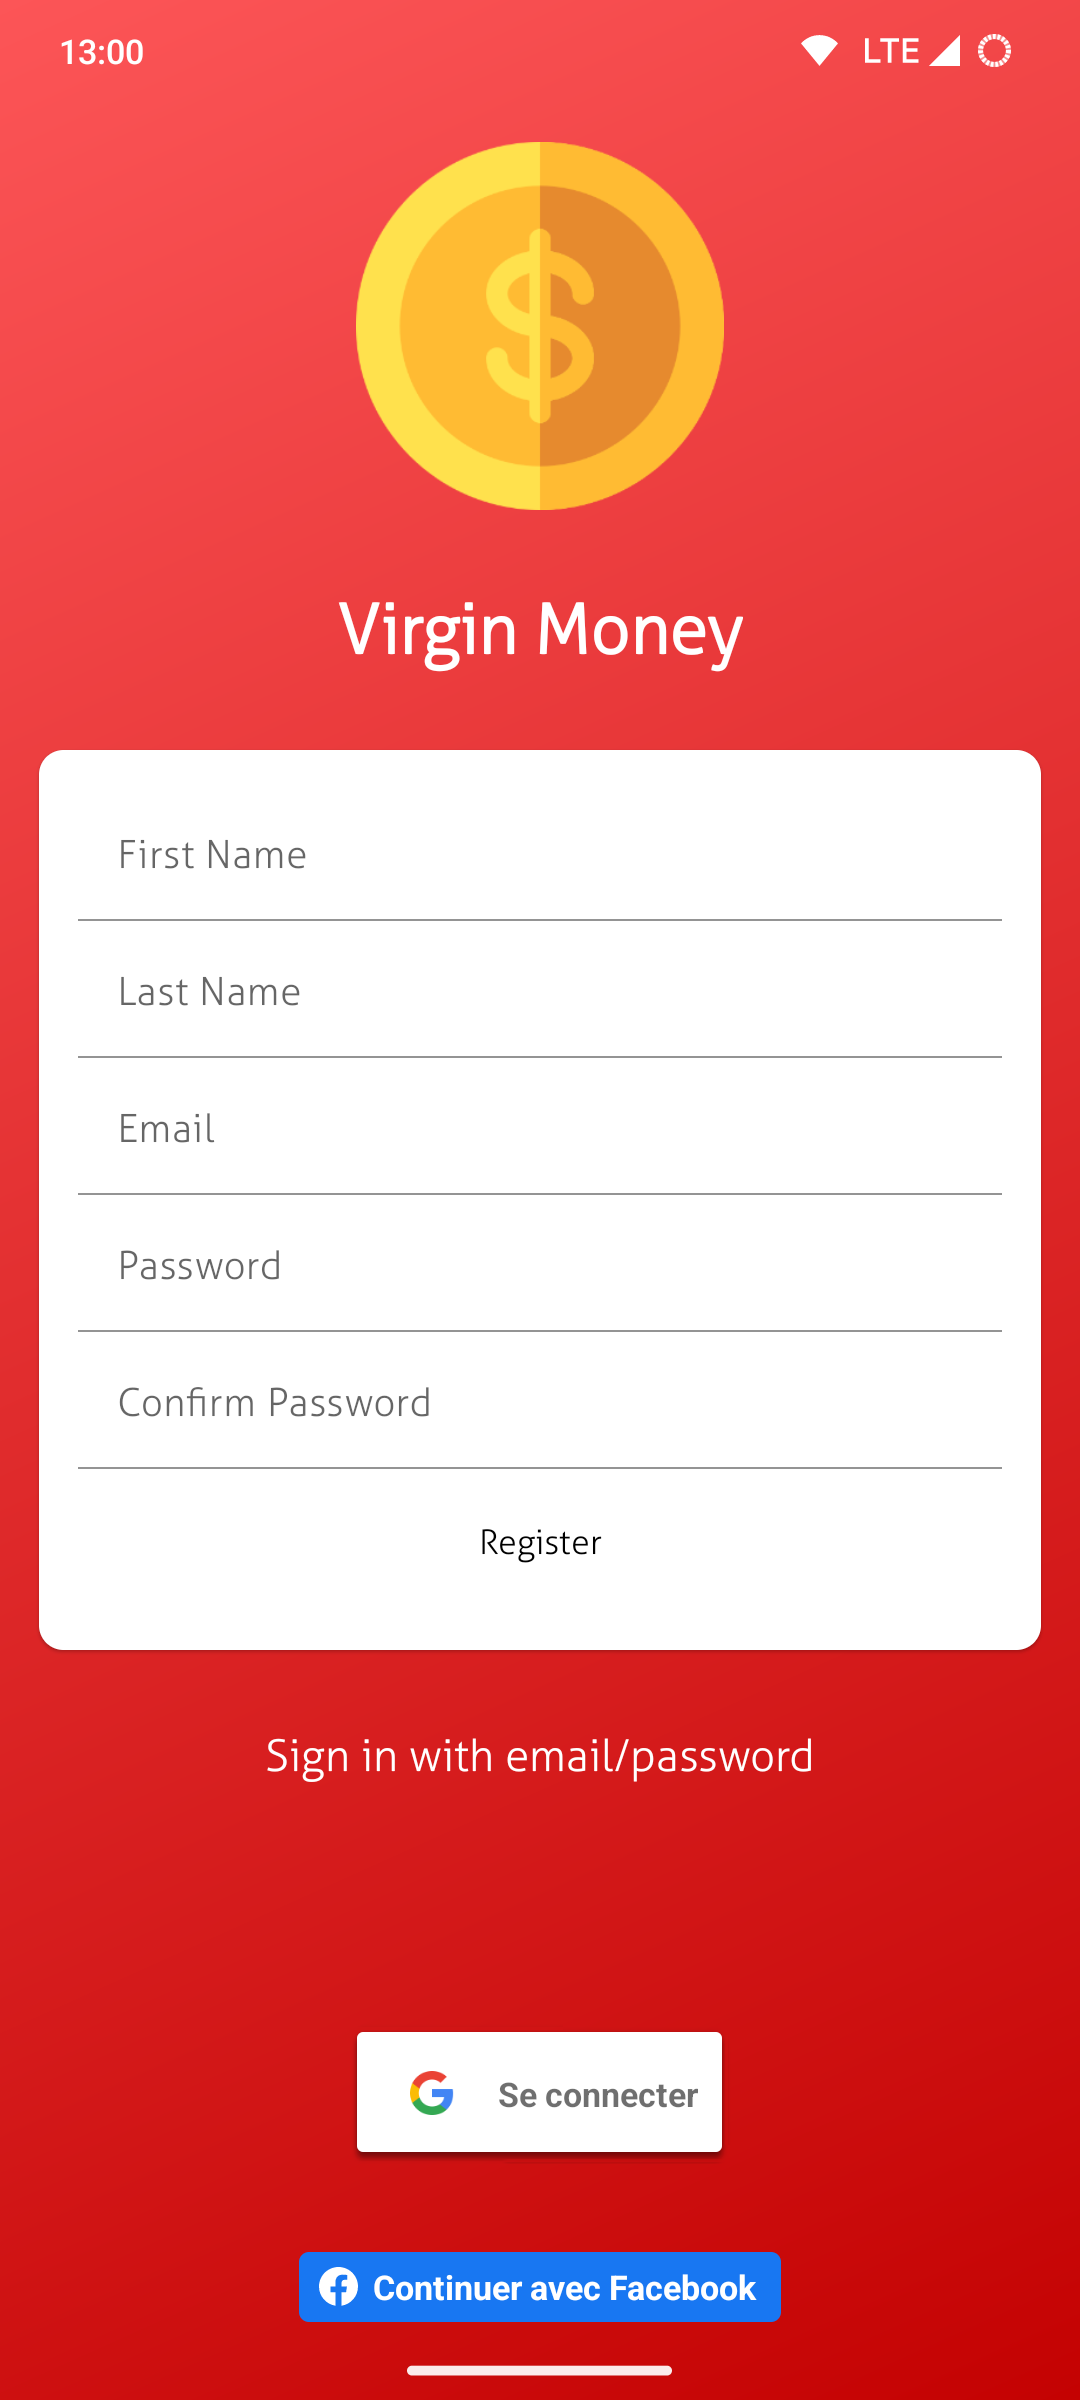 13:00 LTE
Virgin Money
First Name
Last Name
Email
Password
Confirm Password
Register
Sign in with email/password
Se connecter
Continuer avec Facebook